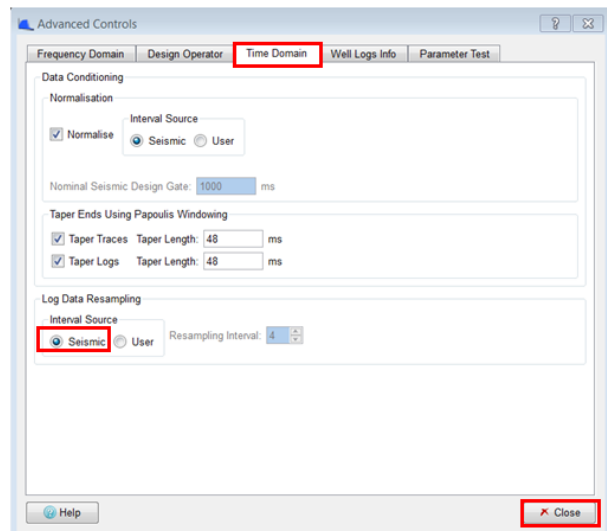 Advanced Controls
Frequency Domain Design Operator Time Domain Well Logs Info Parameter Test
Data Conditioning
Normalisation
Interval Source
Normalise Seismic User
Nominal Seismic Design Gate: 1000 ms
Taper Ends Using Papoulis Windowing
Taper Traces Taper Length: 48 ms
Taper Logs Taper Length: 48 ms
Log Data Resampling
Interval Source
Seismic User Resampling Interval: 4
Help Close